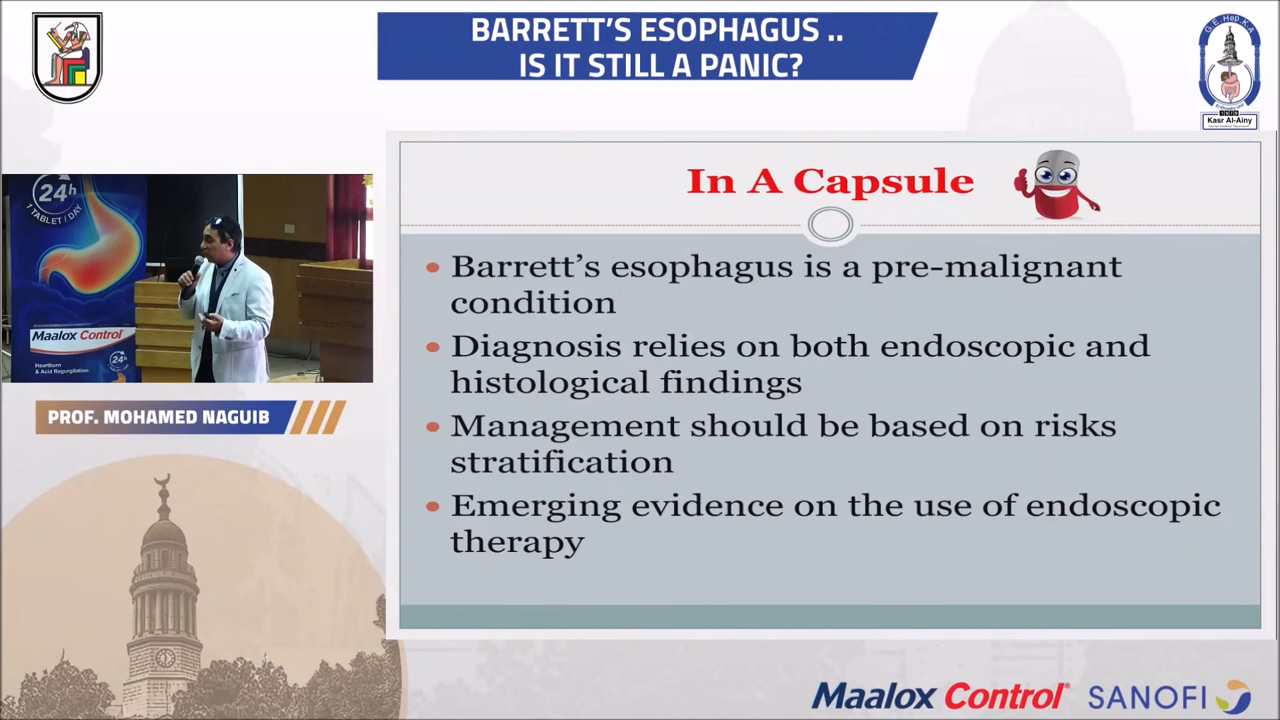 BARRETT'S ESOPHAGUS ..
IS IT STILL A PANIC?
G.E.Hep.K.A
Kasr Al-Ainy
In A Capsule
• Barrett's esophagus is a pre-malignant
condition
• Diagnosis relies on both endoscopic and
histological findings
• Management should be based on risks
stratification
• Emerging evidence on the use of endoscopic
therapy
24h
1 TABLET / DAY
Maalox Control
24h
Heartburn
& Acid Regurgitation
PROF. MOHAMED NAGUIB
Maalox Control®
SANOFI